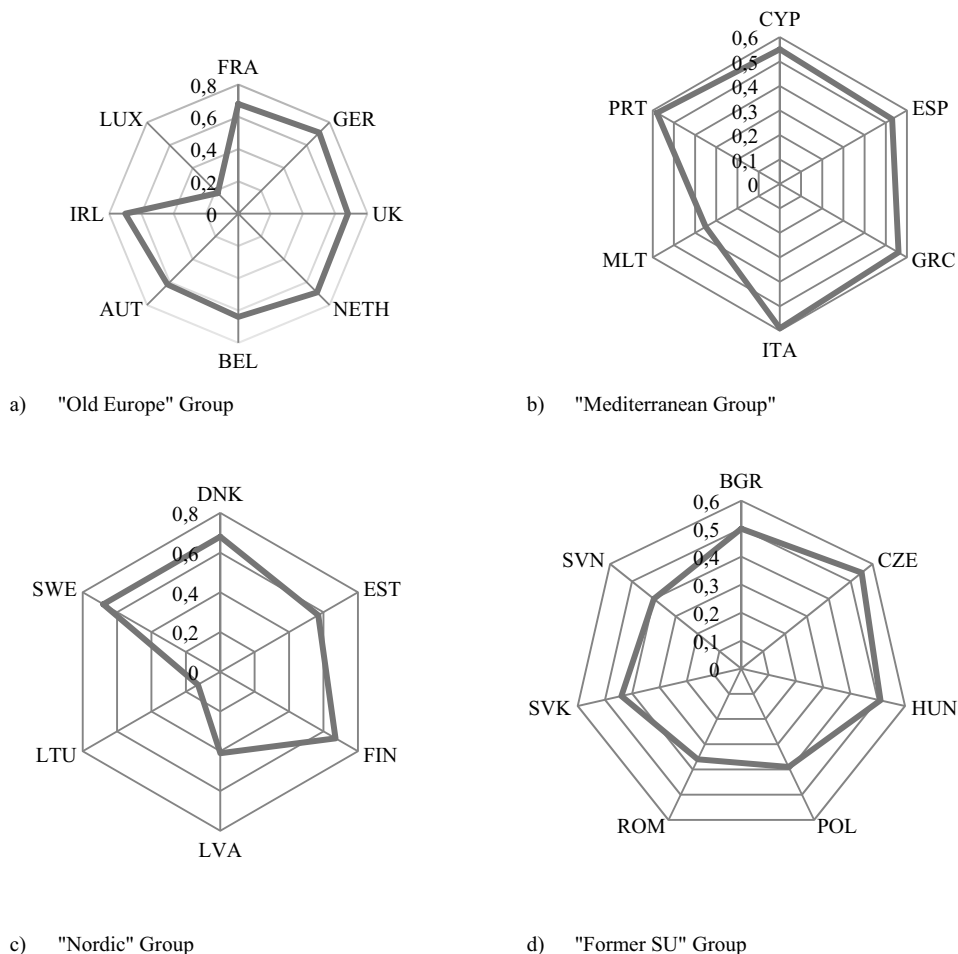 FRA
0,8
LUX
GER
0,6
0,4
0,2
IRL
0
UK
AUT
NETH
BEL
a) "Old Europe" Group
CYP
0,6
0,5
PRT
ESP
0,4
0,3
0,2
0,1
0
MLT
GRC
ITA
b) "Mediterranean Group"
DNK
0,8
0,6
SWE
EST
0,4
0,2
0
LTU
FIN
LVA
c) "Nordic" Group
BGR
0,6
0,5
SVN
CZE
0,4
0,3
0,2
0,1
0
SVK
HUN
ROM
POL
d) "Former SU" Group